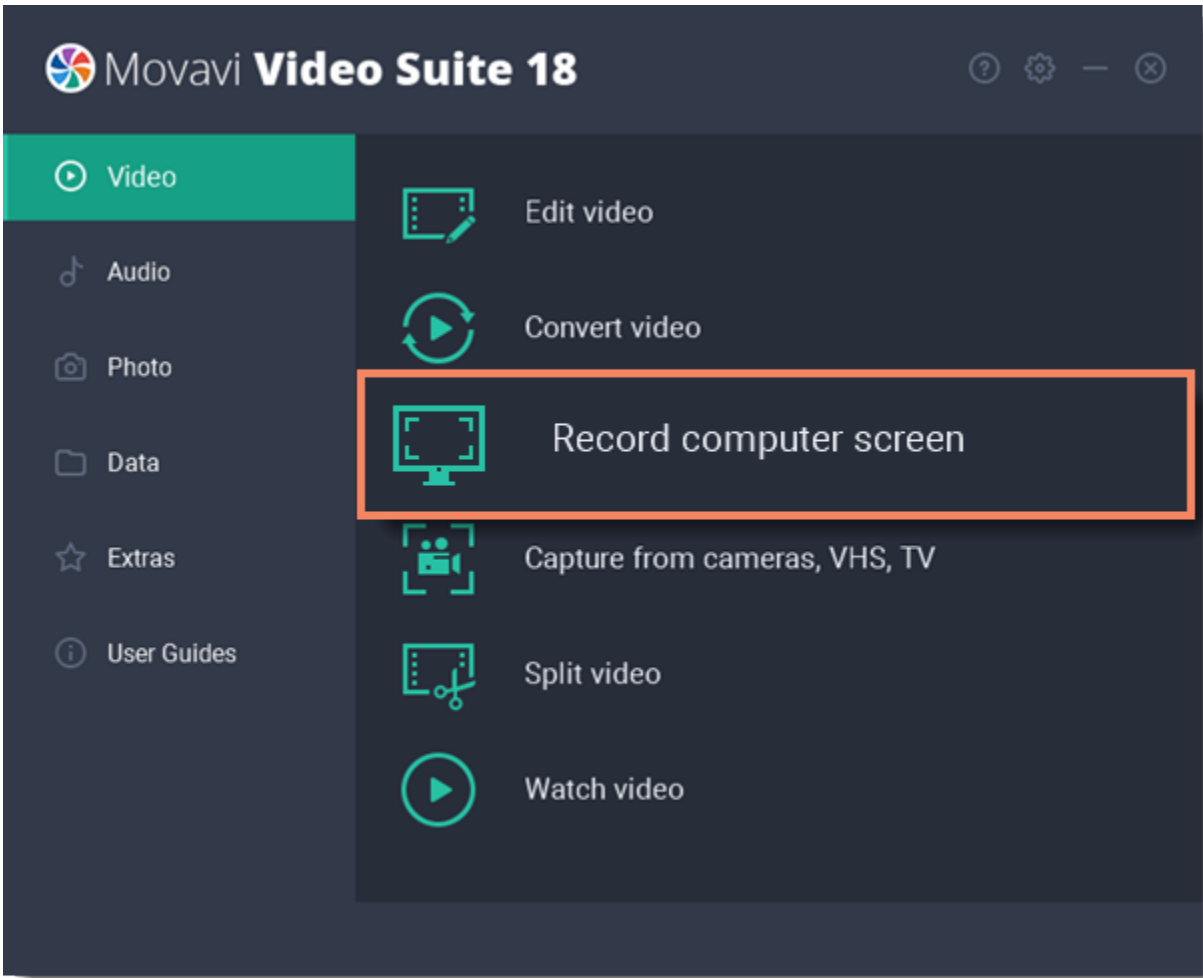 Movavi Video Suite 18
Video
Audio
Photo
Data
Extras
User Guides
Edit video
Convert video
Record computer screen
Capture from cameras, VHS, TV
Split video
Watch video